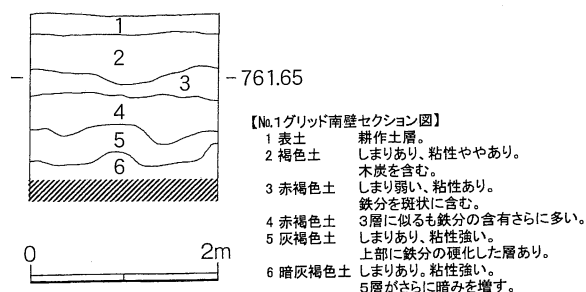 1
2
3
－ －761.65
4
5
6
0 2m
【No.1グリッド南壁セクション図】
1 表土 耕作土層。
2 褐色土 しまりあり、粘性ややあり。
木炭を含む。
3 赤褐色土 しまり弱い、粘性あり。
鉄分を斑状に含む。
4 赤褐色土 3層に似るも鉄分の含有さらに多い。
5 灰褐色土 しまりあり、粘性強い。
上部に鉄分の硬化した層あり。
6 暗灰褐色土 しまりあり。粘性強い。
5層がさらに暗みを増す。